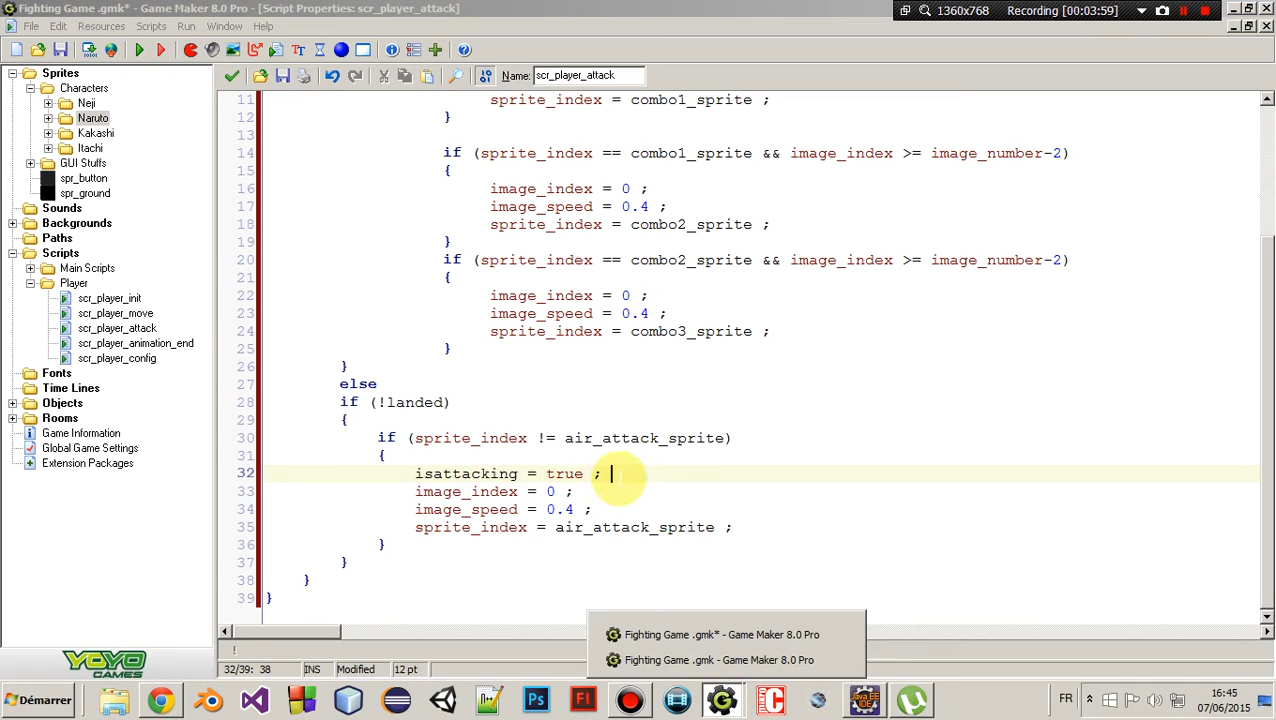 Fighting Game.gmk* - Game Maker 8.0 Pro - [Script Properties: scr_player_attack]
1360x768
Recording [00:03:59]
File Edit Resources Scripts Run Window Help
Name: scr_player_attack
Sprites
Characters
Neji
Naruto
Kakashi
Itachi
GUI Stuffs
spr_button
spr_ground
Sounds
Backgrounds
Paths
Scripts
Main Scripts
Player
scr_player_init
scr_player_move
scr_player_attack
scr_player_animation_end
scr_player_config
Fonts
Time Lines
Objects
Rooms
Game Information
Global Game Settings
Extension Packages
YOYO
GAMES
11 sprite_index = combo1_sprite ;
12 }
13
14 if (sprite_index == combo1_sprite && image_index >= image_number-2)
15 {
16 image_index = 0 ;
17 image_speed = 0.4 ;
18 sprite_index = combo2_sprite ;
19 }
20 if (sprite_index == combo2_sprite && image_index >= image_number-2)
21 {
22 image_index = 0 ;
23 image_speed = 0.4 ;
24 sprite_index = combo3_sprite ;
25 }
26 }
27 else
28 if (!landed)
29 {
30 if (sprite_index != air_attack_sprite)
31 {
32 isattacking = true ;
33 image_index = 0 ;
34 image_speed = 0.4 ;
35 sprite_index = air_attack_sprite ;
36 }
37 }
38 }
39 }
!
32/39: 38 INS Modified 12 pt
Fighting Game .gmk* - Game Maker 8.0 Pro
Fighting Game .gmk - Game Maker 8.0 Pro
Démarrer
Ps
Fl
Java EE
IDE
FR
16:45
07/06/2015